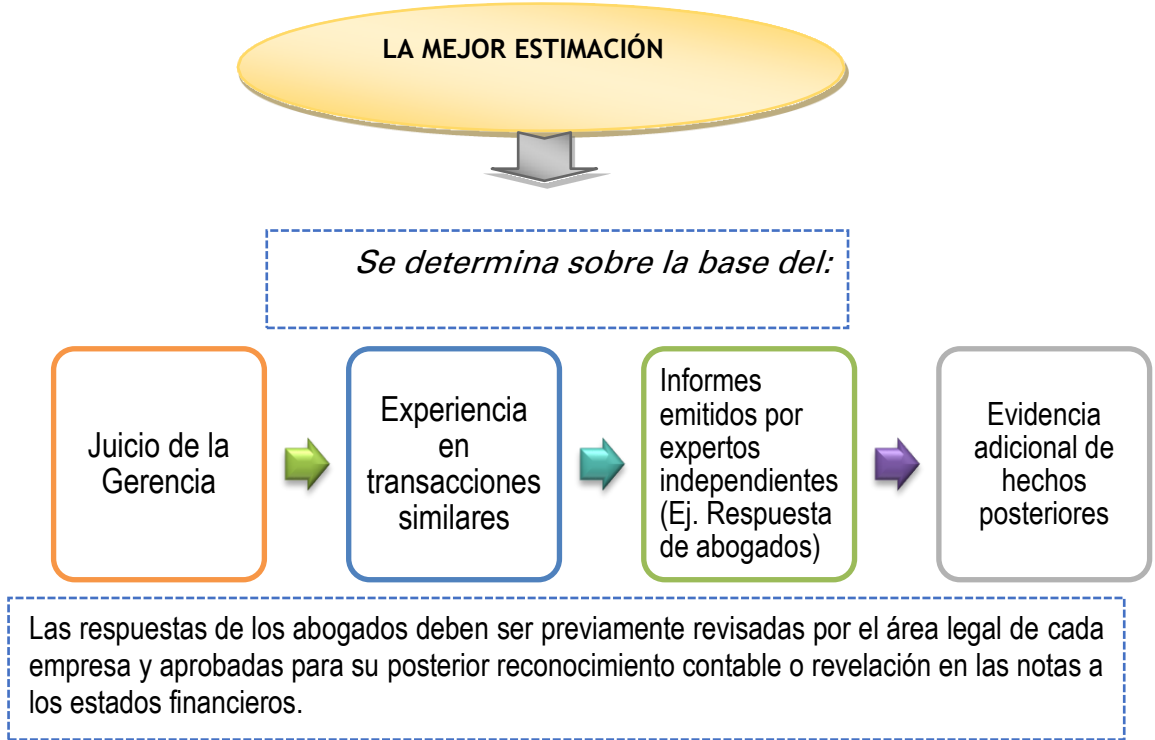 LA MEJOR ESTIMACIÓN
Se determina sobre la base del:
Juicio de la
Gerencia
Experiencia
en
transacciones
similares
Informes
emitidos por
expertos
independientes
(Ej. Respuesta
de abogados)
Evidencia
adicional de
hechos
posteriores
Las respuestas de los abogados deben ser previamente revisadas por el área legal de cada
empresa y aprobadas para su posterior reconocimiento contable o revelación en las notas a
los estados financieros.